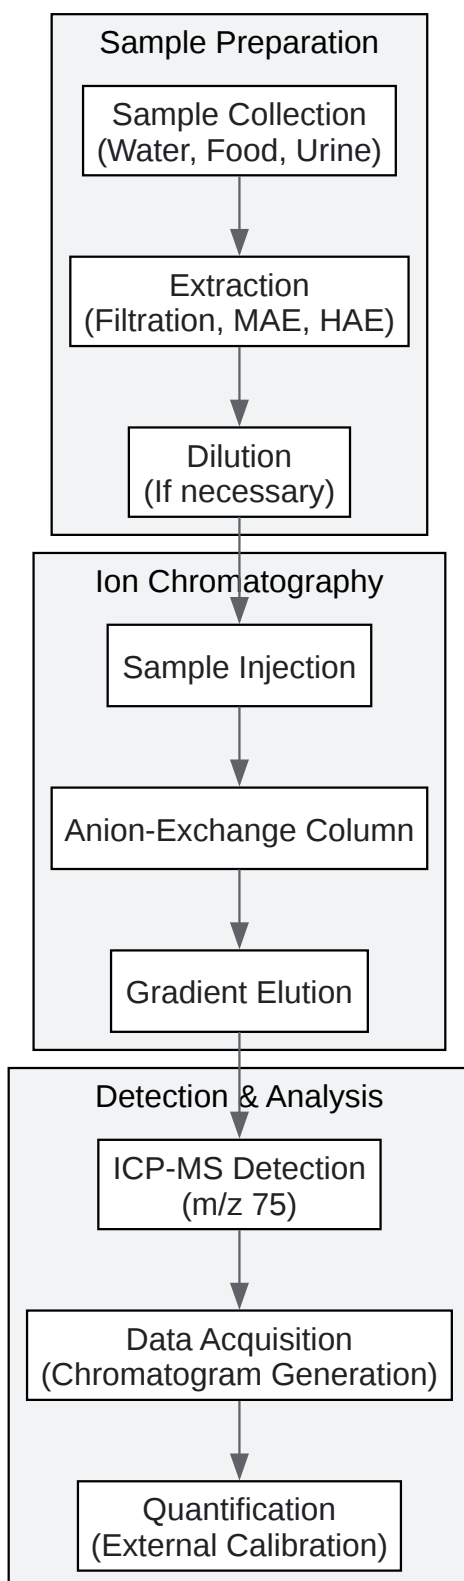 Sample Preparation
Sample Collection
(Water, Food, Urine)
Extraction
(Filtration, MAE, HAE)
Dilution
(If necessary)
Ion Chromatography
Sample Injection
Anion-Exchange Column
Gradient Elution
Detection & Analysis
ICP-MS Detection
(m/z 75)
Data Acquisition
(Chromatogram Generation)
Quantification
(External Calibration)